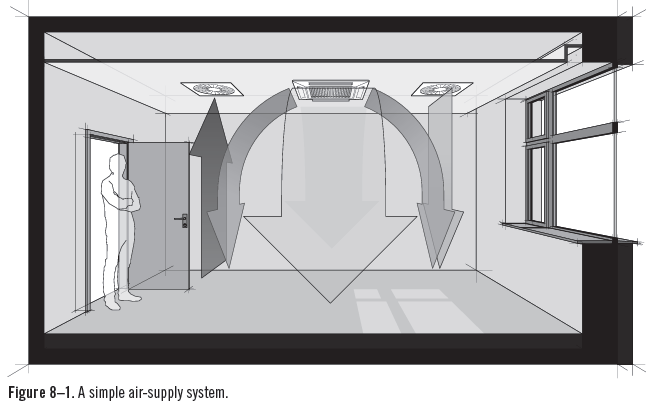 Figure 8–1. A simple air-supply system.